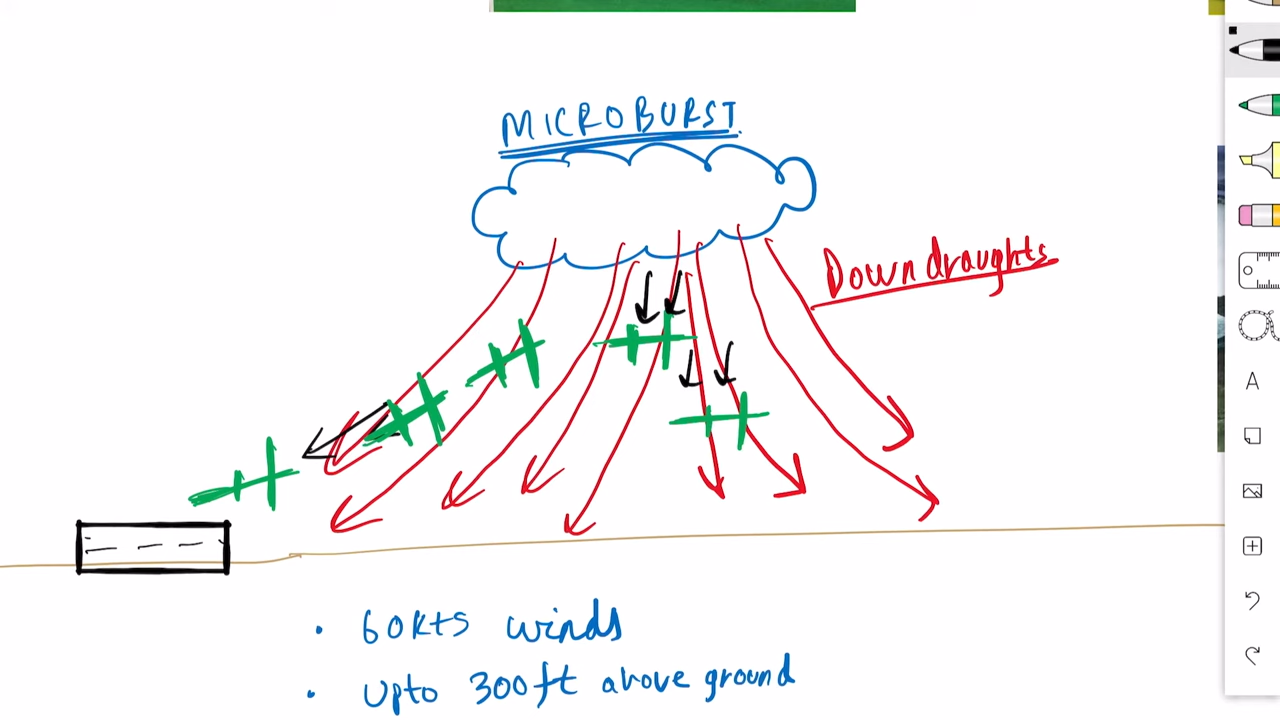 MICROBURST
Downdraughts
• 60kts winds
• Upto 300ft above ground
A